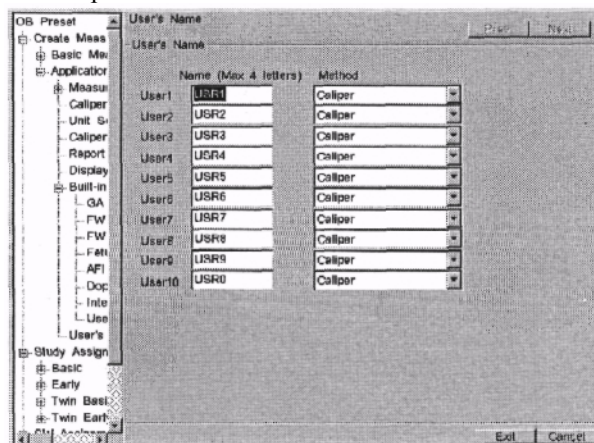 OB Preset
Create Meas
Basic Mea
Application
Measur
Caliper
Unit S
Caliper
Report
Display
Built-in
GA
FW
FW
Fetu
AFI
Dop
Inte
Use
User's
Study Assign
Basic
Early
Twin Basi
Twin Earl
User's Name
Prev
Next
User's Name
Name (Max 4 letters) Method
User1 USR1 Caliper
User2 USR2 Caliper
User3 USR3 Caliper
User4 USR4 Caliper
User5 USR5 Caliper
User6 USR6 Caliper
User7 USR7 Caliper
User8 USR8 Caliper
User9 USR9 Caliper
User10 USR0 Caliper
Exit
Cancel